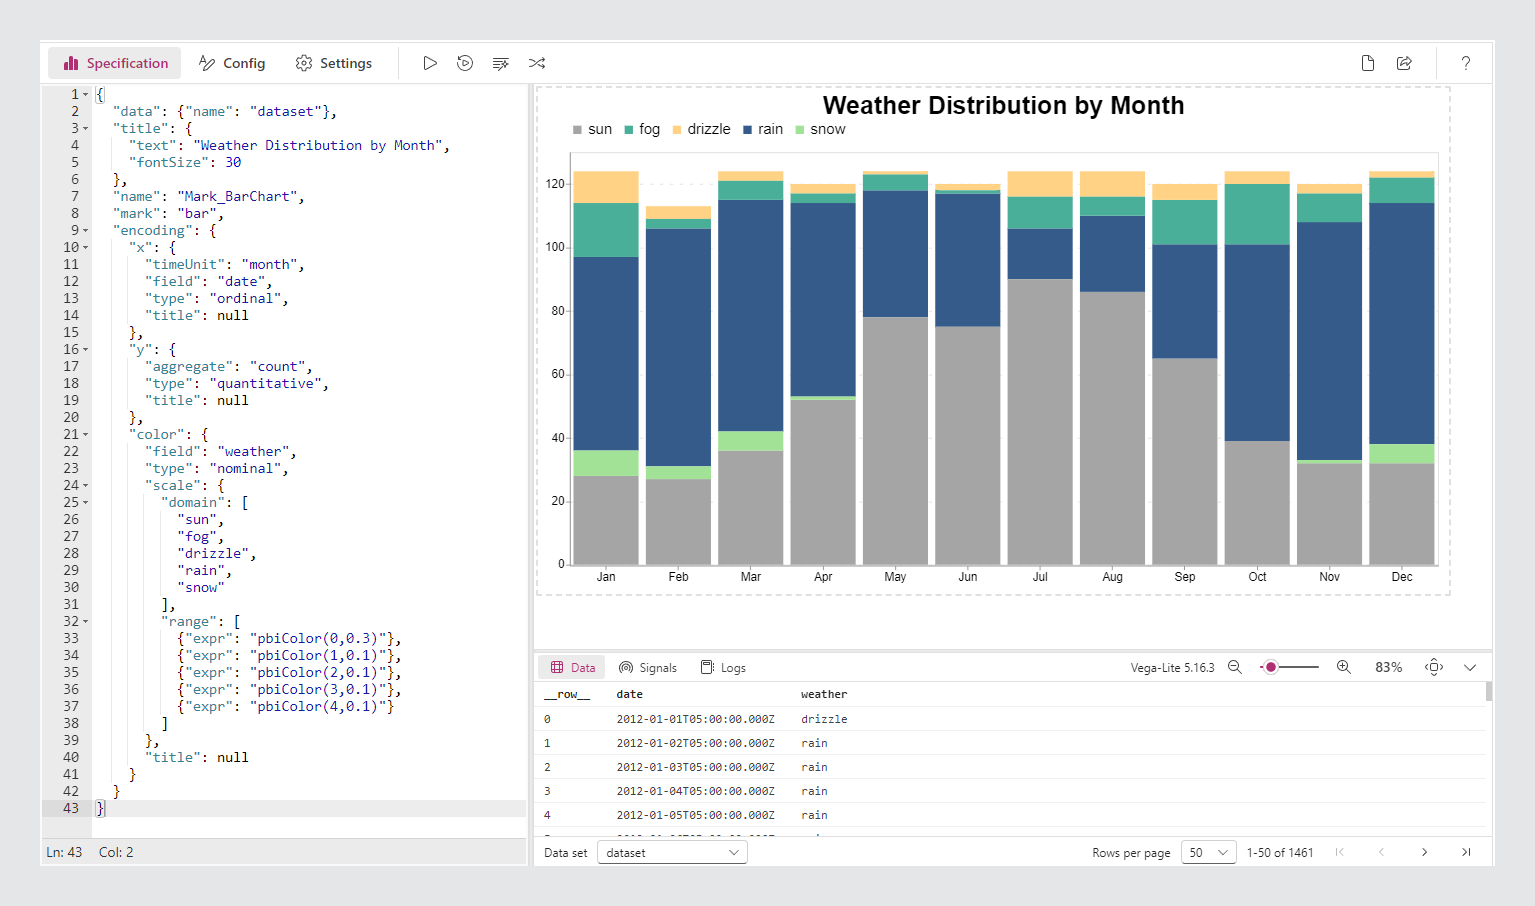 Specification Config Settings ?
1 {
2 "data": {"name": "dataset"},
3 "title": {
4 "text": "Weather Distribution by Month",
5 "fontSize": 30
6 },
7 "name": "Mark_BarChart",
8 "mark": "bar",
9 "encoding": {
10 "x": {
11 "timeUnit": "month",
12 "field": "date",
13 "type": "ordinal",
14 "title": null
15 },
16 "y": {
17 "aggregate": "count",
18 "type": "quantitative",
19 "title": null
20 },
21 "color": {
22 "field": "weather",
23 "type": "nominal",
24 "scale": {
25 "domain": [
26 "sun",
27 "fog",
28 "drizzle",
29 "rain",
30 "snow"
31 ],
32 "range": [
33 {"expr": "pbiColor(0,0.3)"},
34 {"expr": "pbiColor(1,0.1)"},
35 {"expr": "pbiColor(2,0.1)"},
36 {"expr": "pbiColor(3,0.1)"},
37 {"expr": "pbiColor(4,0.1)"}
38 ]
39 },
40 "title": null
41 }
42 }
43 }
Ln: 43 Col: 2
Weather Distribution by Month
sun fog drizzle rain snow
120
100
80
60
40
20
0
Jan Feb Mar Apr May Jun Jul Aug Sep Oct Nov Dec
Data Signals Logs Vega-Lite 5.16.3 83%
__row__ date weather
0 2012-01-01T05:00:00.000Z drizzle
1 2012-01-02T05:00:00.000Z rain
2 2012-01-03T05:00:00.000Z rain
3 2012-01-04T05:00:00.000Z rain
4 2012-01-05T05:00:00.000Z rain
Data set dataset Rows per page 50 1-50 of 1461